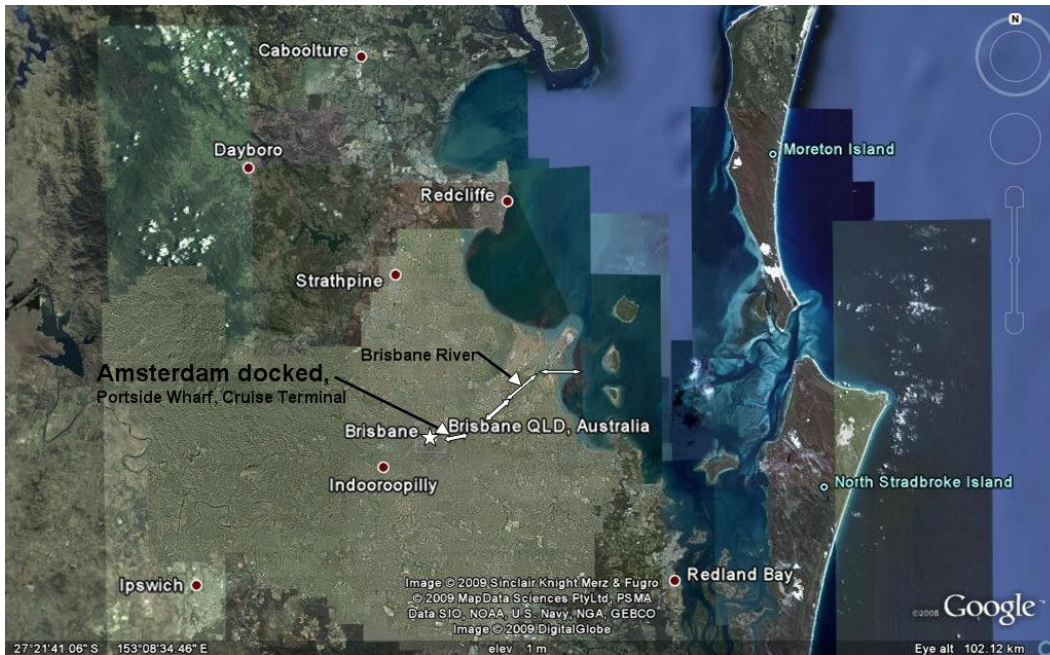 N
Caboolture
Dayboro
Moreton Island
Redcliffe
Strathpine
Brisbane River
Amsterdam docked,
Portside Wharf, Cruise Terminal
Brisbane
Brisbane QLD, Australia
Indooroopilly
North Stradbroke Island
Ipswich
Redland Bay
Image © 2009 Sinclair Knight Merz & Fugro
© 2009 MapData Sciences PtyLtd, PSMA
Data SIO, NOAA, U.S. Navy, NGA, GEBCO
Image © 2009 DigitalGlobe
©2008 Google™
27°21'41.06" S 153°08'34.46" E elev 1 m Eye alt 102.12 km